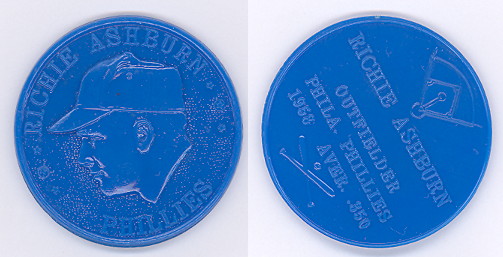 RICHIE ASHBURN
PHILLIES
RICHIE ASHBURN
OUTFIELDER
PHILA. PHILLIES
1958 AVER. .350